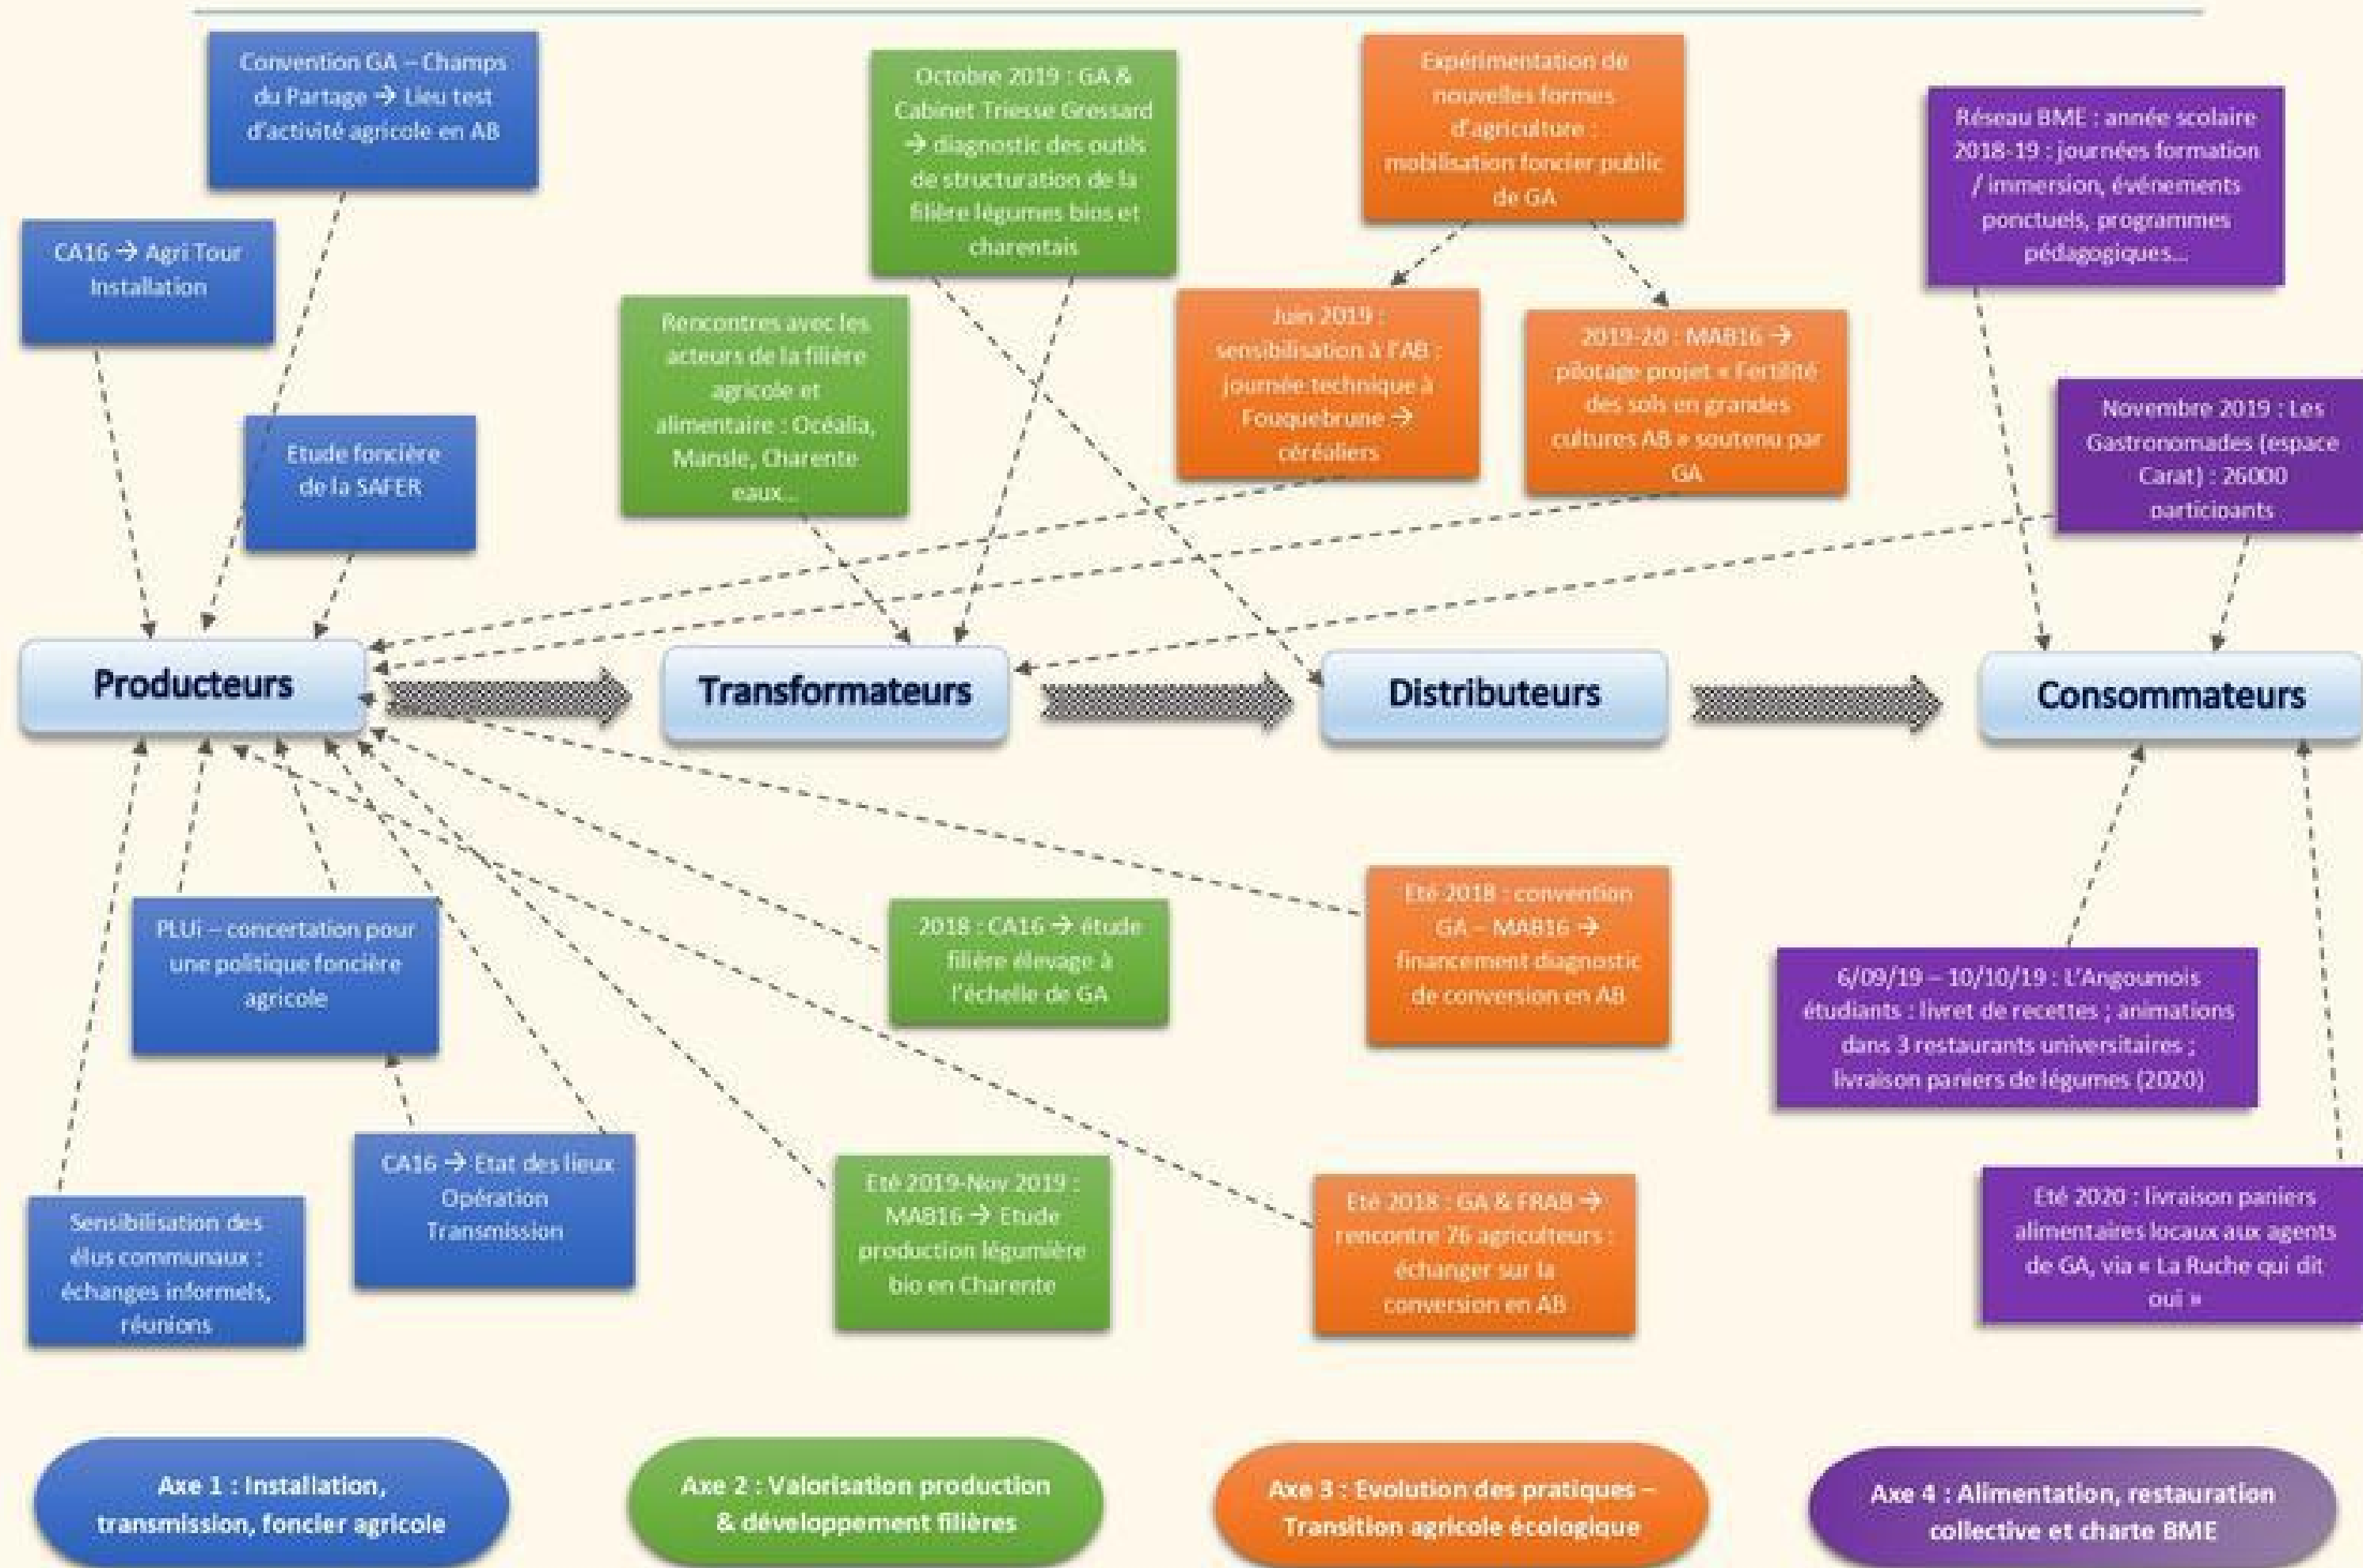 Convention GA – Champs
du Partage → Lieu test
d'activité agricole en AB
Octobre 2019 : GA &
Cabinet Triesse Gressard
→ diagnostic des outils
de structuration de la
filière légumes bios et
charentais
Expérimentation de
nouvelles formes
d'agriculture :
mobilisation foncier public
de GA
Réseau BME : année scolaire
2018-19 : journées formation
/ immersion, événements
ponctuels, programmes
pédagogiques...
CA16 → Agri Tour
Installation
Rencontres avec les
acteurs de la filière
agricole et
alimentaire : Océalia,
Mansle, Charente
eaux...
Juin 2019 :
sensibilisation à l'AB :
journée technique à
Fouquebrune →
céréaliers
2019-20 : MAB16 →
pilotage projet « Fertilité
des sols en grandes
cultures AB » soutenu par
GA
Novembre 2019 : Les
Gastronomades (espace
Carat) : 26000
participants
Etude foncière
de la SAFER
Producteurs
Transformateurs
Distributeurs
Consommateurs
PLUi – concertation pour
une politique foncière
agricole
2018 : CA16 → étude
filière élevage à
l'échelle de GA
Eté 2018 : convention
GA – MAB16 →
financement diagnostic
de conversion en AB
6/09/19 – 10/10/19 : L'Angoumois
étudiants : livret de recettes ; animations
dans 3 restaurants universitaires ;
livraison paniers de légumes (2020)
CA16 → Etat des lieux
Opération
Transmission
Sensibilisation des
élus communaux :
échanges informels,
réunions
Eté 2019-Nov 2019 :
MAB16 → Etude
production légumière
bio en Charente
Eté 2018 : GA & FRAB →
rencontre 76 agriculteurs :
échanger sur la
conversion en AB
Eté 2020 : livraison paniers
alimentaires locaux aux agents
de GA, via « La Ruche qui dit
oui »
Axe 1 : Installation,
transmission, foncier agricole
Axe 2 : Valorisation production
& développement filières
Axe 3 : Evolution des pratiques –
Transition agricole écologique
Axe 4 : Alimentation, restauration
collective et charte BME